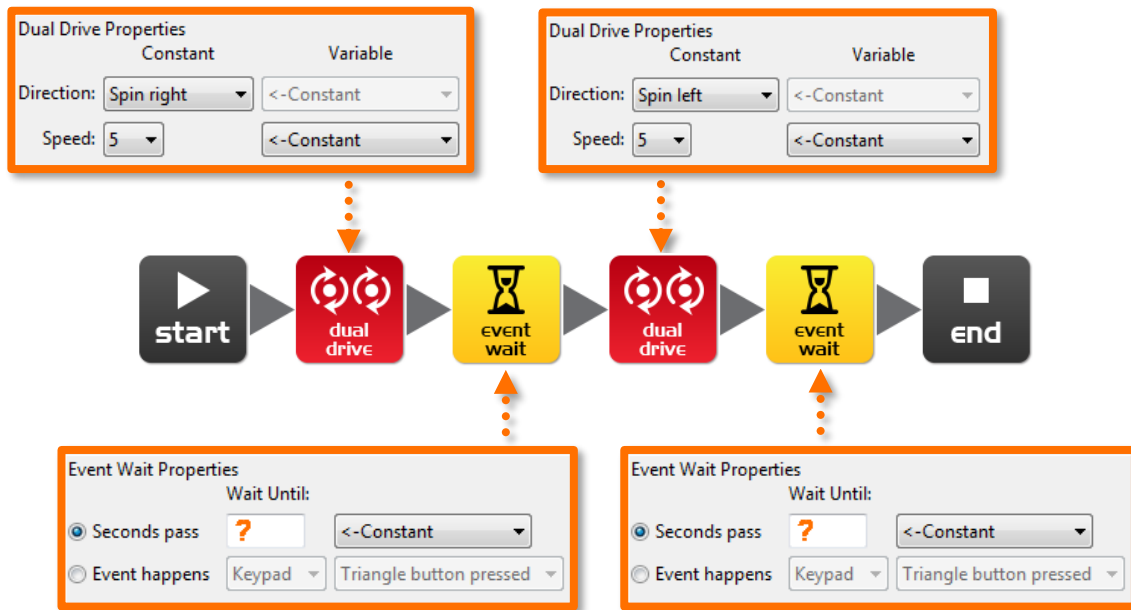 Dual Drive Properties
Constant Variable
Direction: Spin right <-Constant
Speed: 5 <-Constant
Dual Drive Properties
Constant Variable
Direction: Spin left <-Constant
Speed: 5 <-Constant
start
dual
drive
event
wait
dual
drive
event
wait
end
Event Wait Properties
Wait Until:
Seconds pass ? <-Constant
Event happens Keypad Triangle button pressed
Event Wait Properties
Wait Until:
Seconds pass ? <-Constant
Event happens Keypad Triangle button pressed